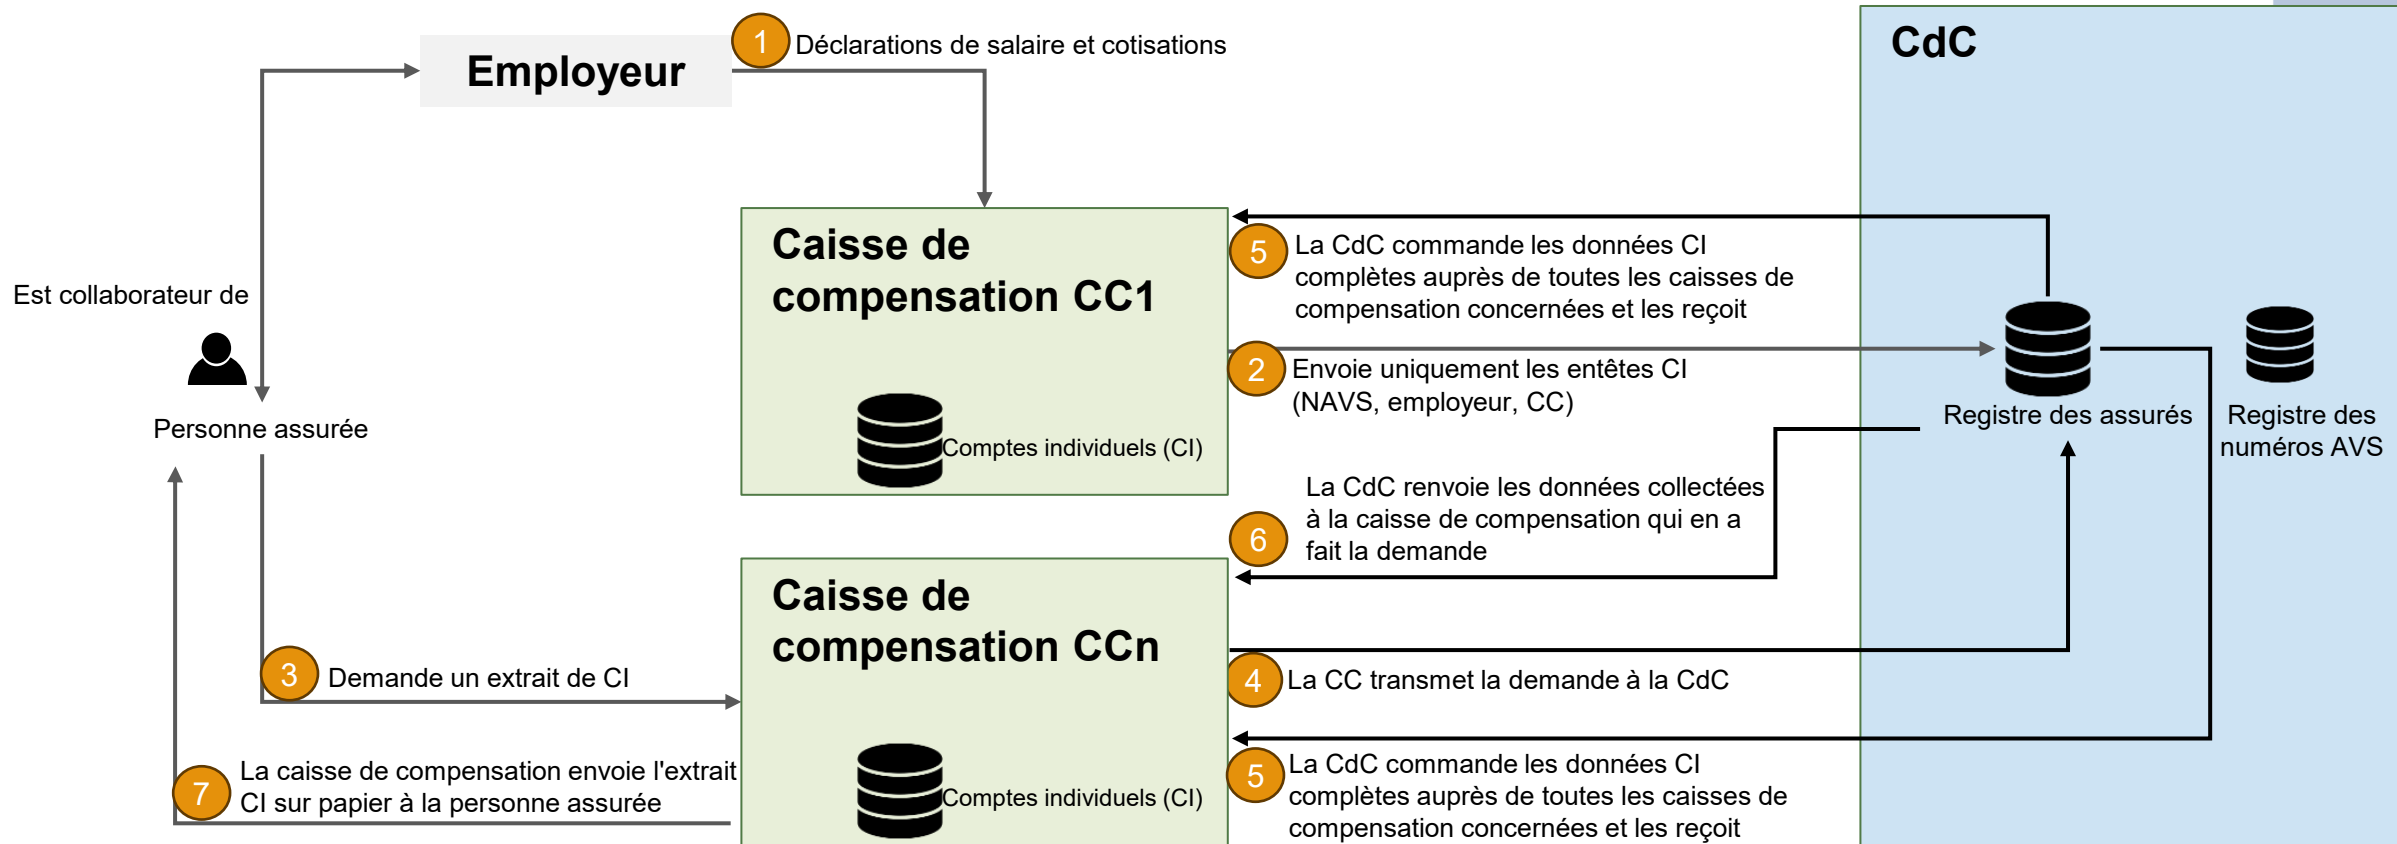 CdC
1
Déclarations de salaire et cotisations
Employeur
Caisse de
compensation CC1
5
La CdC commande les données CI
complètes auprès de toutes les caisses de
compensation concernées et les reçoit
Est collaborateur de
2
Envoie uniquement les entêtes CI
(NAVS, employeur, CC)
Registre des assurés
Registre des
numéros AVS
Personne assurée
Comptes individuels (CI)
La CdC renvoie les données collectées
à la caisse de compensation qui en a
fait la demande
6
Caisse de
compensation CCn
3
Demande un extrait de CI
4
La CC transmet la demande à la CdC
7
La caisse de compensation envoie l'extrait
CI sur papier à la personne assurée
Comptes individuels (CI)
5
La CdC commande les données CI
complètes auprès de toutes les caisses de
compensation concernées et les reçoit